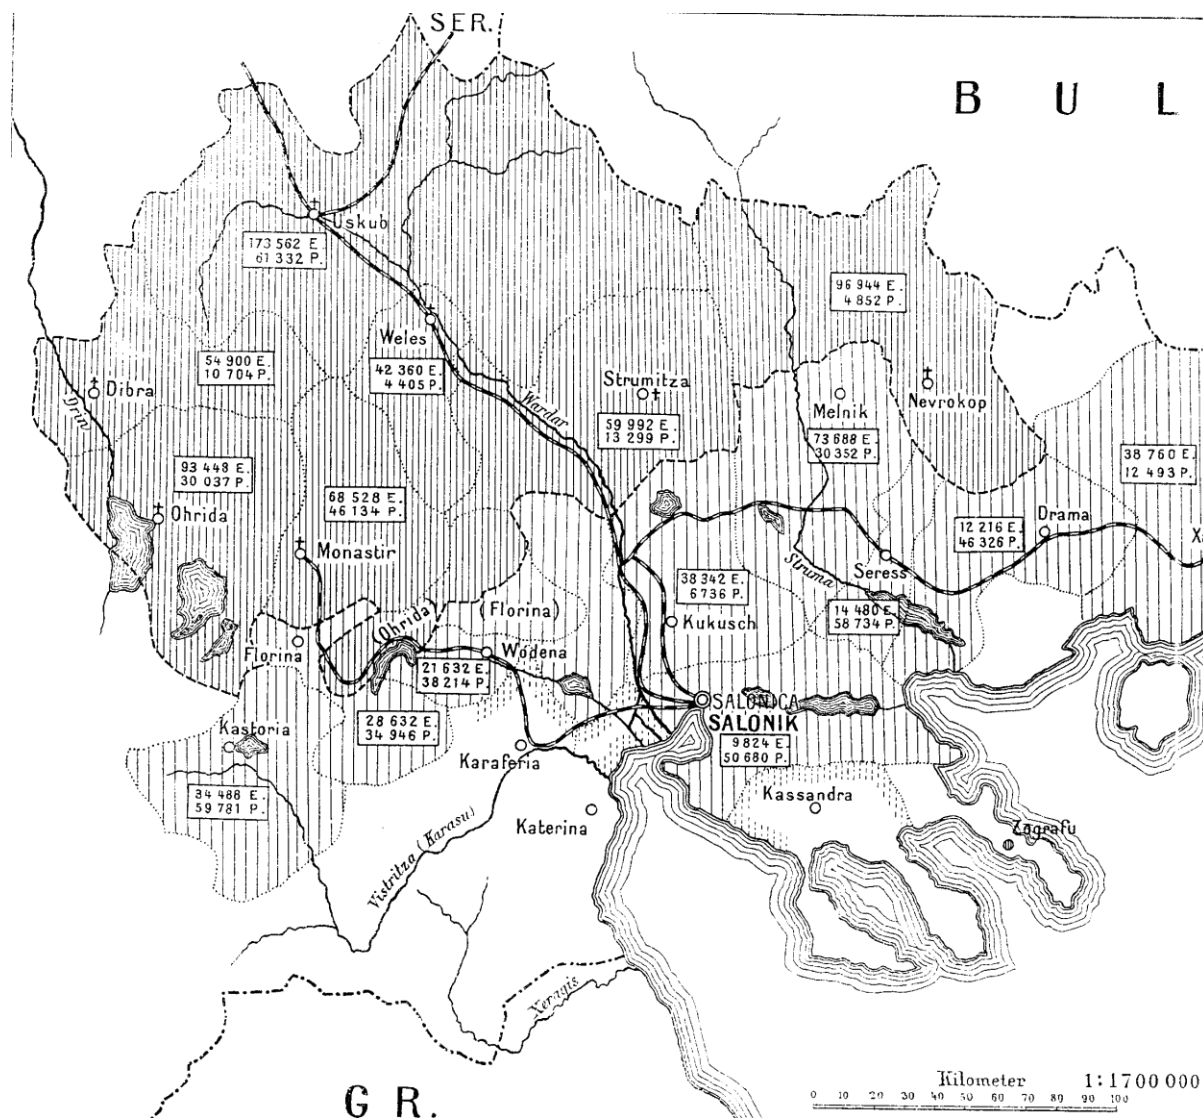 SER.
B U L
Uskub
173 562 E.
61 332 P.
96 944 E.
4 852 P.
Weles
54 900 E.
10 704 P.
42 360 E.
4 405 P.
Dibra
Drin
Wardar
Strumitza
Melnik
Nevrokop
59 992 E.
13 299 P.
73 688 E.
30 352 P.
38 760 E.
12 493 P.
93 448 E.
30 037 P.
68 528 E.
46 134 P.
Ohrida
Monastir
12 216 E.
46 326 P.
Drama
Struma
Seress
38 342 E.
6 736 P.
14 480 E.
58 734 P.
Kukusch
(Ohrida)
(Florina)
Florina
Wodena
21 632 E.
38 214 P.
SALONICA
SALONIK
28 632 E.
34 946 P.
Kastoria
9 824 E.
50 680 P.
Karaferia
34 488 E.
59 781 P.
Kassandra
Katerina
Zografu
Vistritza (Karasu)
Xeragis
G R.
Kilometer 1:1700 000
0 10 20 30 40 50 60 70 80 90 100